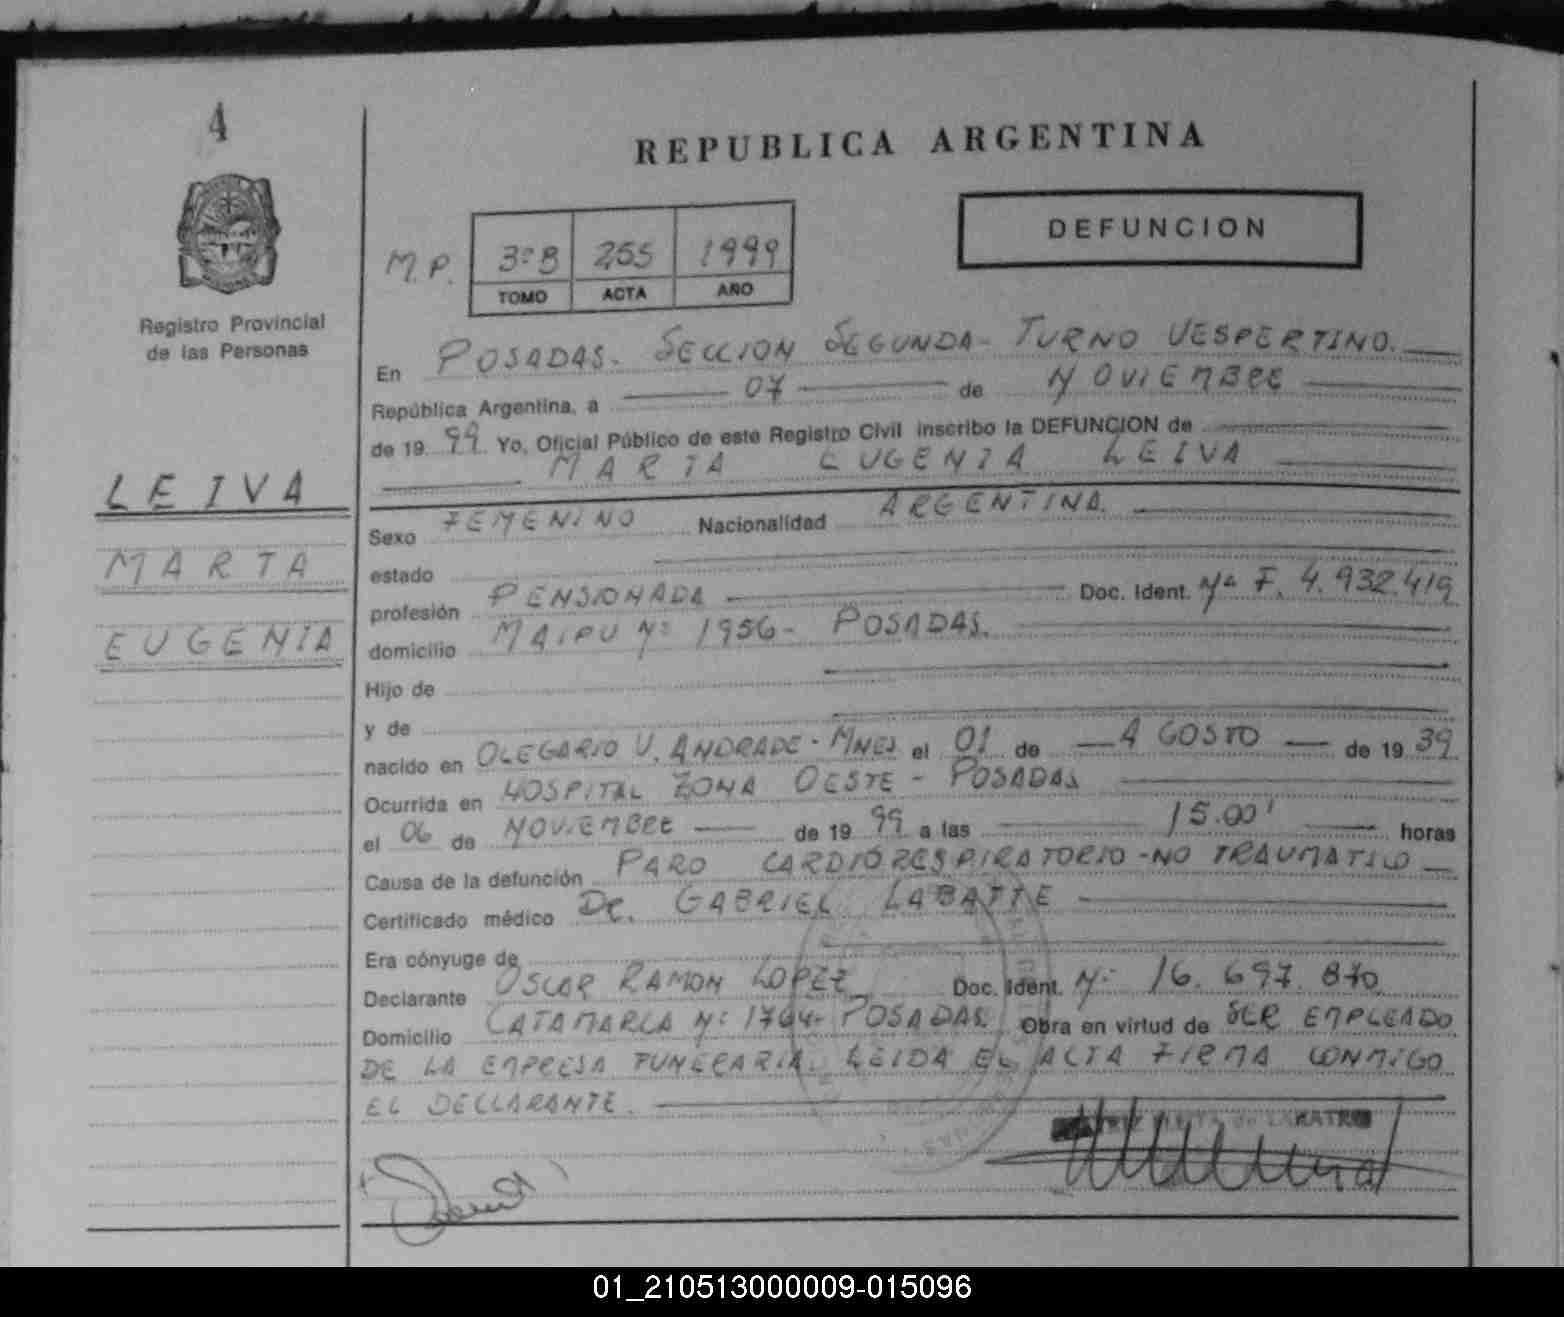 4
Registro Provincial
de las Personas
LEIVA
MARTA
EUGENIA
REPUBLICA ARGENTINA
M.P. 3ºB 255 1999
TOMO ACTA AÑO
DEFUNCION
En POSADAS. SECCION SEGUNDA - TURNO VESPERTINO.
República Argentina, a 07 de NOVIEMBRE
de 19 99 Yo, Oficial Público de este Registro Civil inscribo la DEFUNCION de
MARTA EUGENIA LEIVA
Sexo FEMENINO Nacionalidad ARGENTINA.
estado
profesión PENSIONADA Doc. Ident. Nº F. 4.932.419
domicilio MAIPU Nº 1956- POSADAS.
Hijo de
y de
nacido en OLEGARIO V. ANDRADE - MNES el 01 de AGOSTO de 19 39
Ocurrida en HOSPITAL ZONA OESTE - POSADAS
el 06 de NOVIEMBRE de 19 99 a las 15.00' horas
Causa de la defunción PARO CARDIORESPIRATORIO - NO TRAUMATICO
Certificado médico Dr. GABRIEL LABATTE
Era cónyuge de
Declarante OSCAR RAMON LOPEZ Doc. Ident. Nº 16.697.870
Domicilio CATAMARCA Nº 1764- POSADAS Obra en virtud de SER EMPLEADO
DE LA EMPRESA FUNERARIA. LEIDA EL ACTA FIRMA CONMIGO
EL DECLARANTE.
01_210513000009-015096